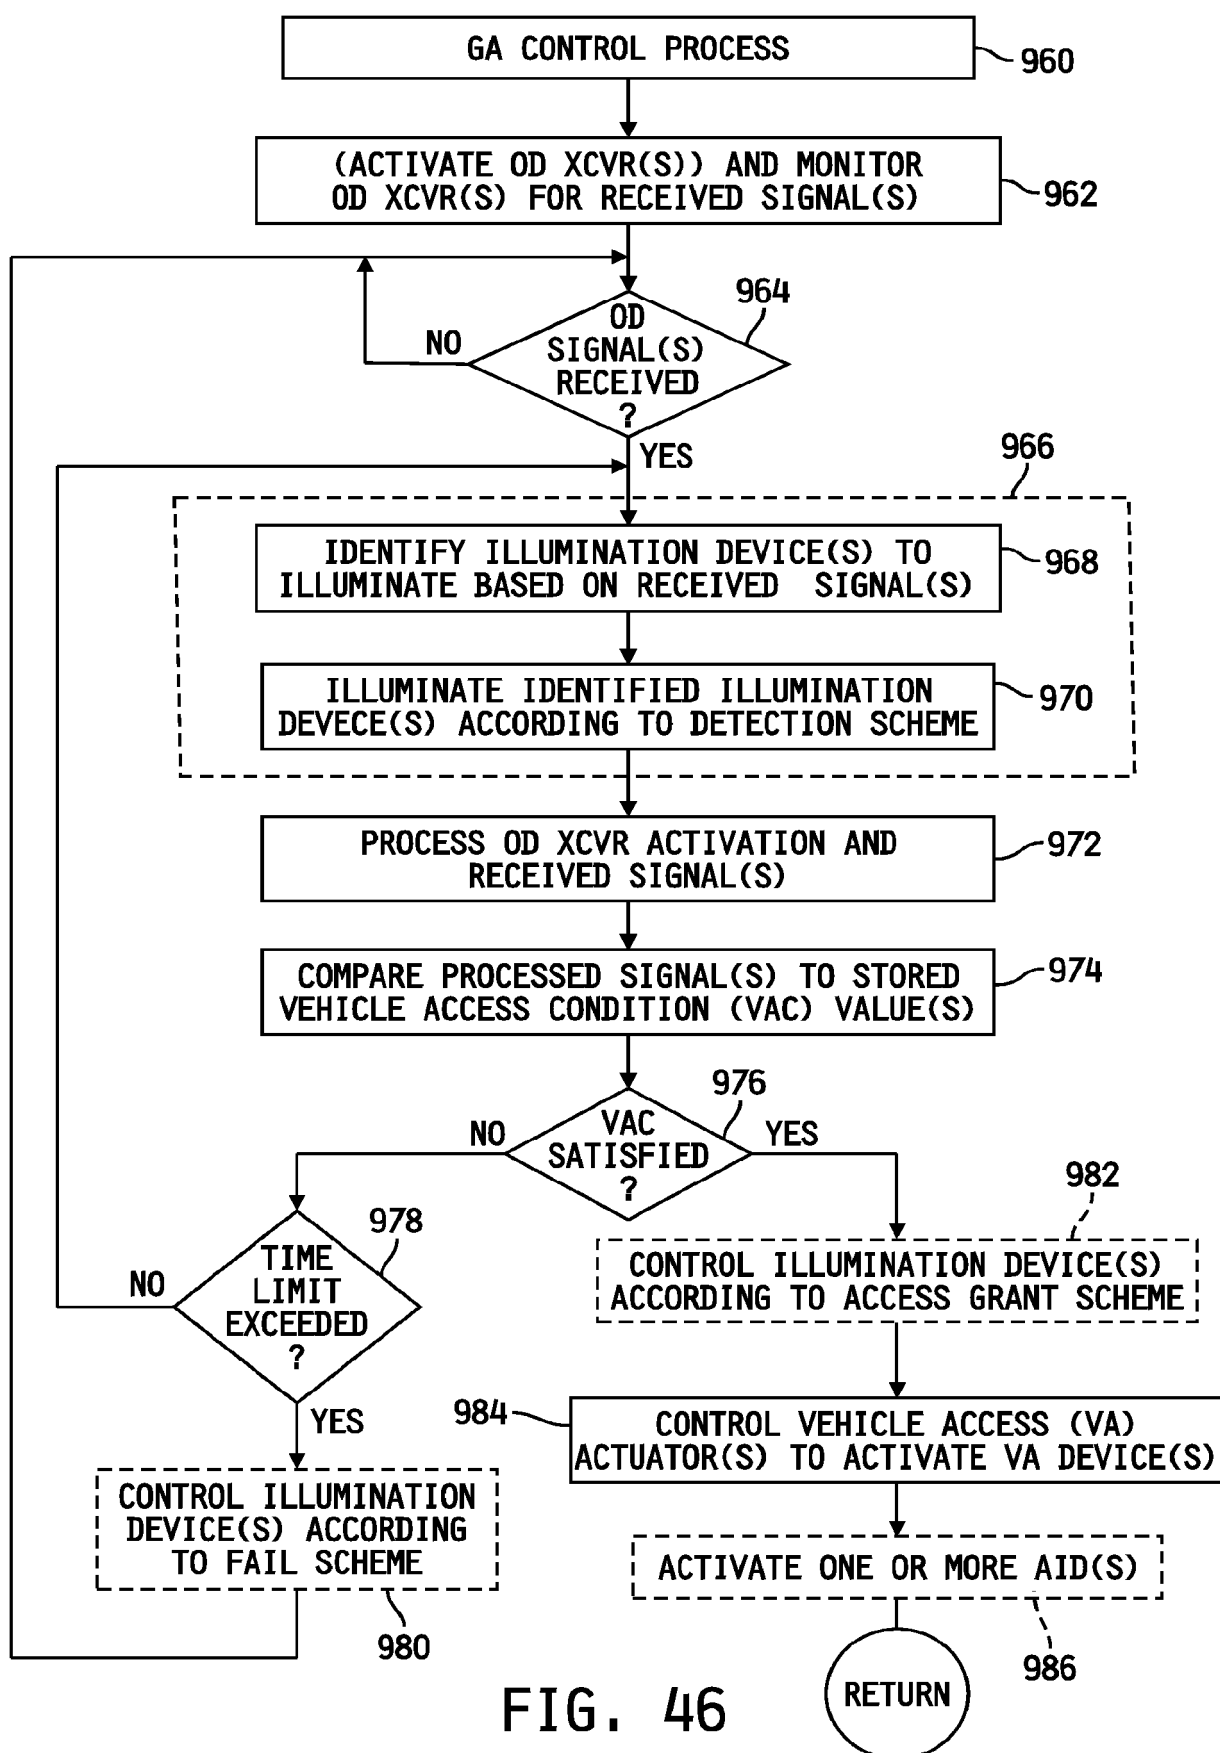 GA CONTROL PROCESS
960
(ACTIVATE OD XCVR(S)) AND MONITOR
OD XCVR(S) FOR RECEIVED SIGNAL(S)
962
964
OD
SIGNAL(S)
RECEIVED
?
NO
YES
966
IDENTIFY ILLUMINATION DEVICE(S) TO
ILLUMINATE BASED ON RECEIVED SIGNAL(S)
968
ILLUMINATE IDENTIFIED ILLUMINATION
DEVECE(S) ACCORDING TO DETECTION SCHEME
970
PROCESS OD XCVR ACTIVATION AND
RECEIVED SIGNAL(S)
972
COMPARE PROCESSED SIGNAL(S) TO STORED
VEHICLE ACCESS CONDITION (VAC) VALUE(S)
974
976
VAC
SATISFIED
?
NO
YES
978
TIME
LIMIT
EXCEEDED
?
NO
YES
982
CONTROL ILLUMINATION DEVICE(S)
ACCORDING TO ACCESS GRANT SCHEME
984
CONTROL VEHICLE ACCESS (VA)
ACTUATOR(S) TO ACTIVATE VA DEVICE(S)
CONTROL ILLUMINATION
DEVICE(S) ACCORDING
TO FAIL SCHEME
980
ACTIVATE ONE OR MORE AID(S)
986
RETURN
FIG. 46